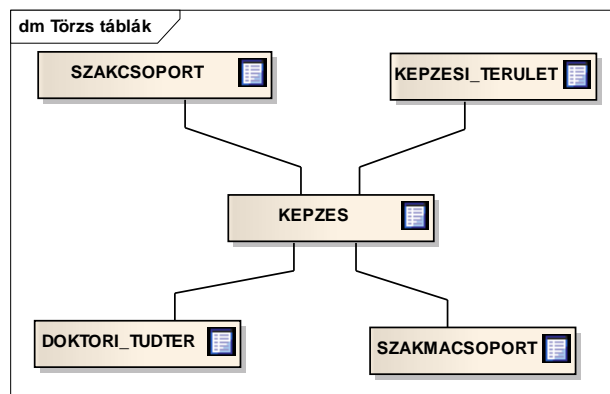 dm Törzs táblák
SZAKCSOPORT
KEPZESI_TERULET
KEPZES
DOKTORI_TUDTER
SZAKMACSOPORT